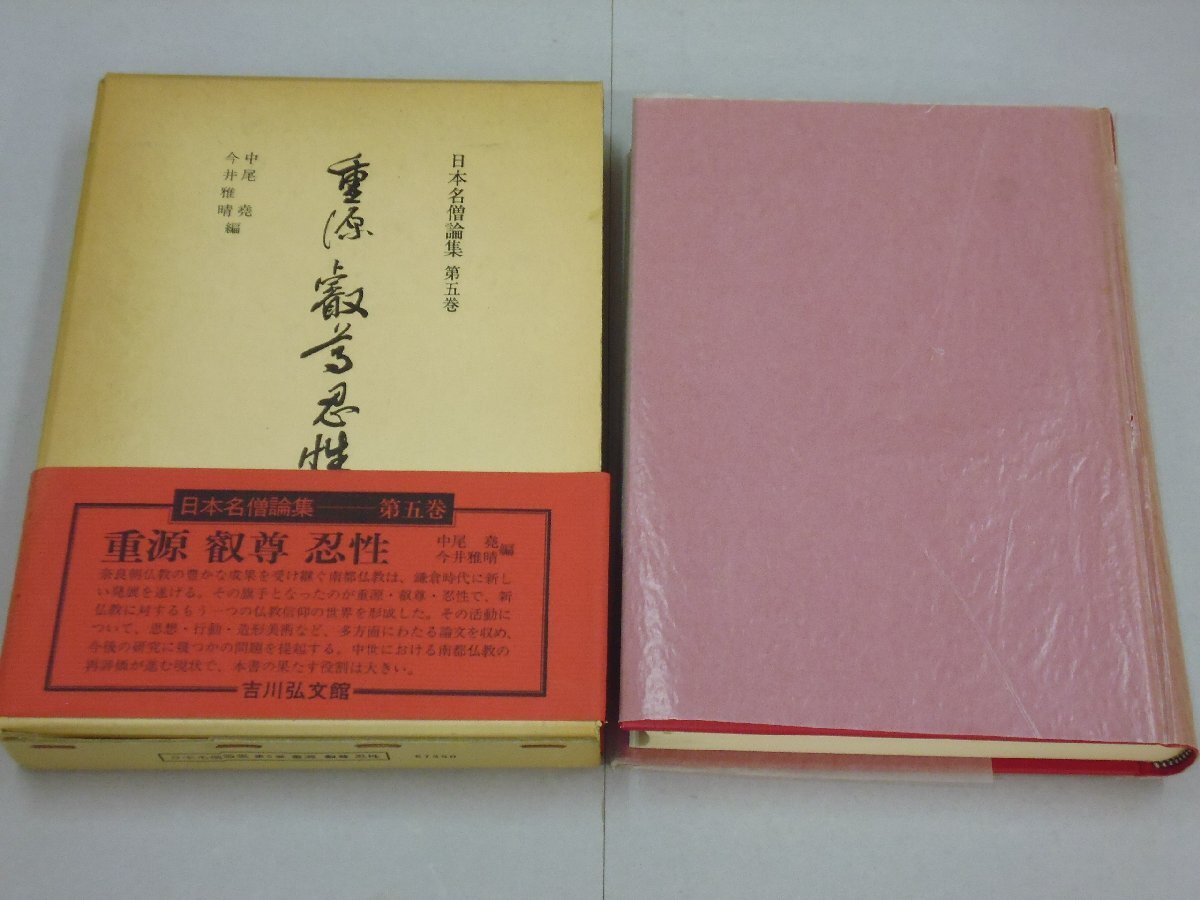 日本名僧論集 第五巻
重源 叡尊 忍性
中尾 堯
今井雅晴編
日本名僧論集――第五巻
重源 叡尊 忍性
中尾 堯
今井雅晴
編
奈良朝仏教の豊かな成果を受け継ぐ南都仏教は、鎌倉時代に新し
い発展を遂げる。その旗手となったのが重源・叡尊・忍性で、新
仏教に対するもう一つの仏教信仰の世界を形成した。その活動に
ついて、思想・行動・造形美術など、多方面にわたる論文を収め、
今後の研究に幾つかの問題を提起する。中世における南都仏教の
再評価が進む現状で、本書の果たす役割は大きい。
吉川弘文館